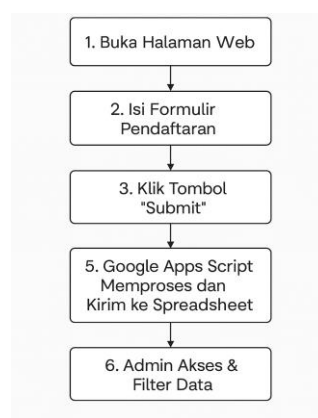 1. Buka Halaman Web
2. Isi Formulir
Pendaftaran
3. Klik Tombol
"Submit"
5. Google Apps Script
Memproses dan
Kirim ke Spreadsheet
6. Admin Akses &
Filter Data